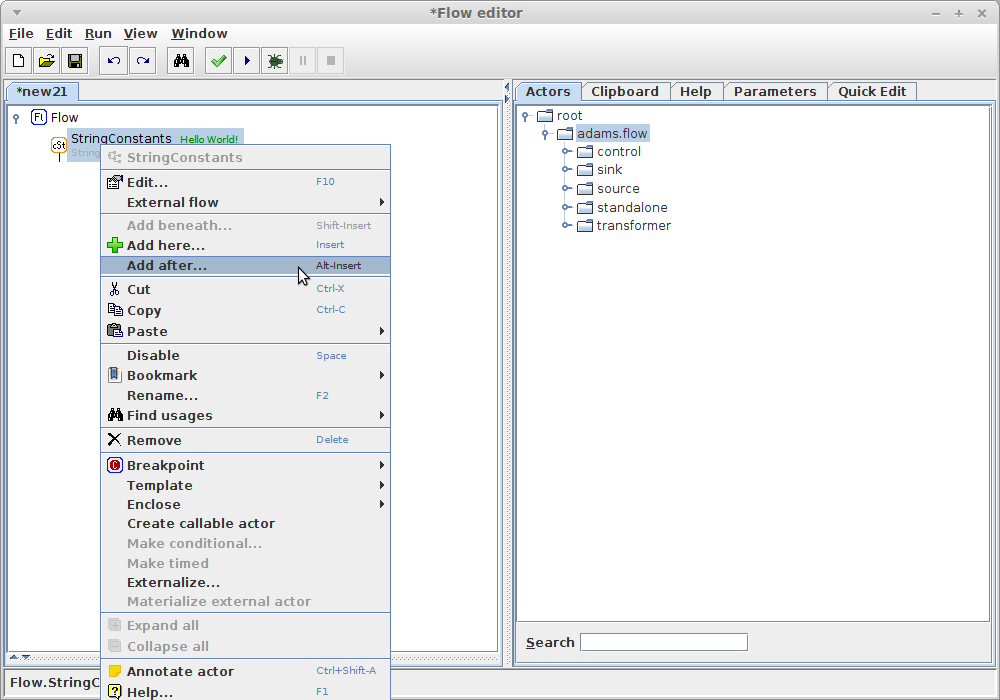 *Flow editor
File Edit Run View Window
*new21
Fl Flow
cSt StringConstants Hello World!
String
StringConstants
Edit... F10
External flow
Add beneath... Shift-Insert
Add here... Insert
Add after... Alt-Insert
Cut Ctrl-X
Copy Ctrl-C
Paste
Disable Space
Bookmark
Rename... F2
Find usages
Remove Delete
Breakpoint
Template
Enclose
Create callable actor
Make conditional...
Make timed
Externalize...
Materialize external actor
Expand all
Collapse all
Annotate actor Ctrl+Shift-A
Help... F1
Flow.StringC
Actors Clipboard Help Parameters Quick Edit
root
adams.flow
control
sink
source
standalone
transformer
Search